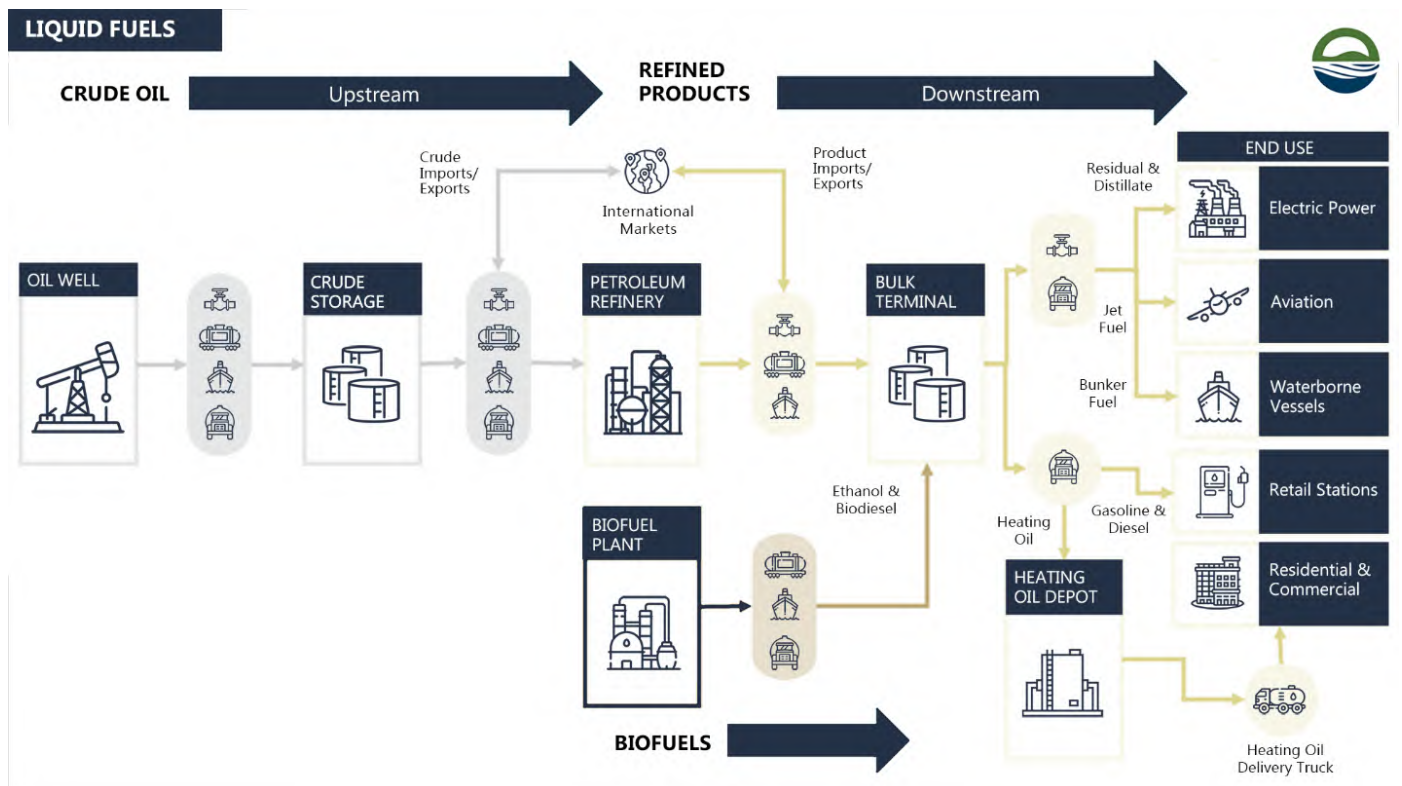 LIQUID FUELS
CRUDE OIL
Upstream
REFINED
PRODUCTS
Downstream
Crude
Imports/
Exports
International
Markets
Product
Imports/
Exports
Residual &
Distillate
END USE
Electric Power
OIL WELL
CRUDE
STORAGE
PETROLEUM
REFINERY
BULK
TERMINAL
Jet
Fuel
Aviation
Bunker
Fuel
Waterborne
Vessels
Ethanol &
Biodiesel
Heating
Oil
Gasoline &
Diesel
Retail Stations
BIOFUEL
PLANT
HEATING
OIL DEPOT
Residential &
Commercial
BIOFUELS
Heating Oil
Delivery Truck